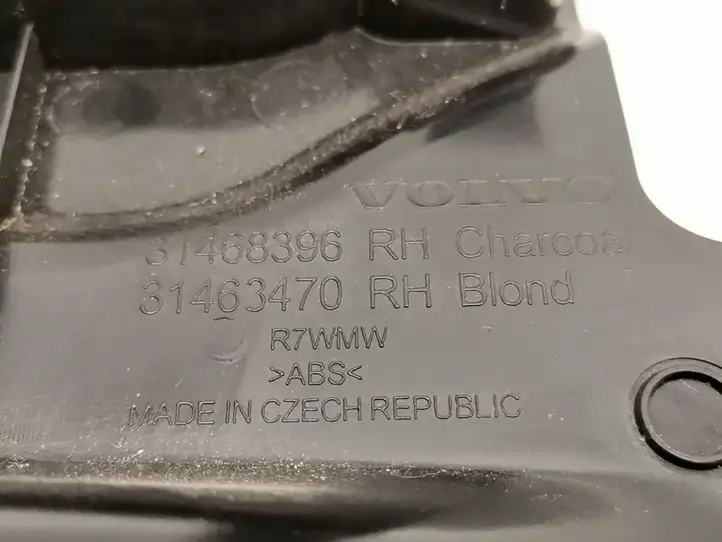 VOLVO
31468396 RH Charcoal
31463470 RH Blond
R7WMW
>ABS<
MADE IN CZECH REPUBLIC